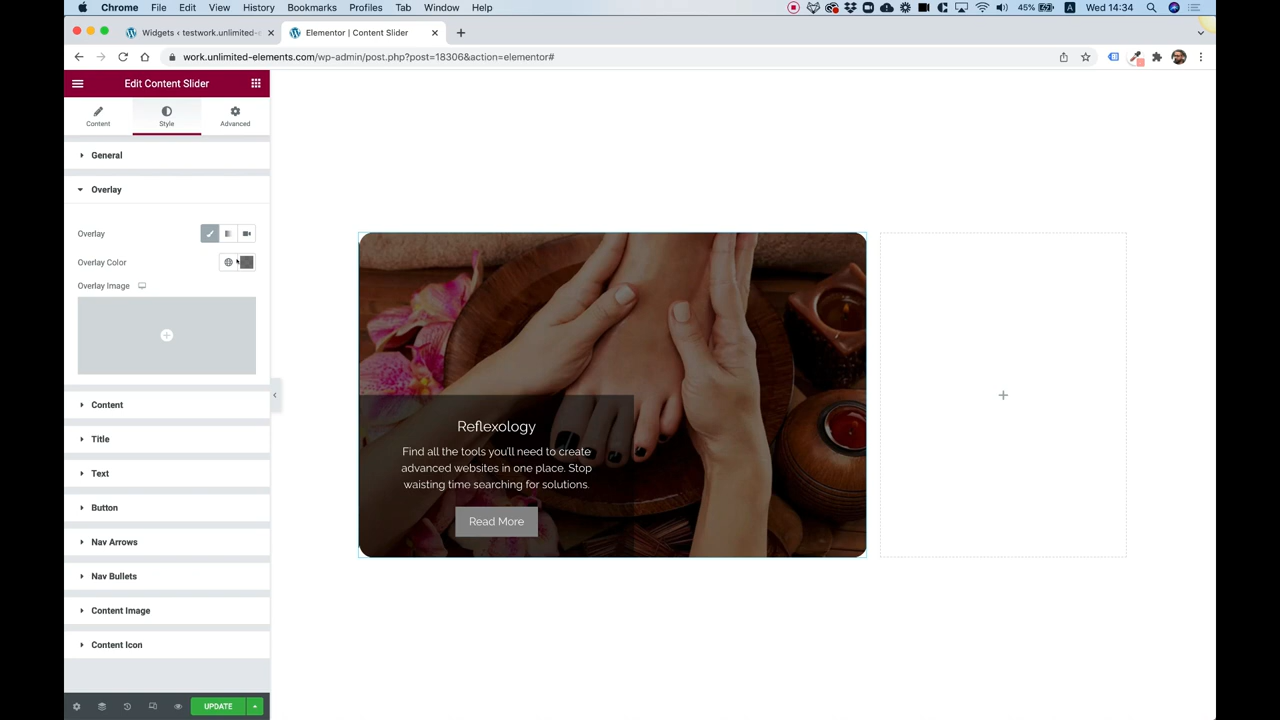 Chrome File Edit View History Bookmarks Profiles Tab Window Help 45% A Wed 14:34
Widgets ‹ testwork.unlimited-e
Elementor | Content Slider
work.unlimited-elements.com/wp-admin/post.php?post=18306&action=elementor#
Edit Content Slider
Content Style Advanced
General
Overlay
Overlay
Overlay Color
Overlay Image
Content
Title
Text
Button
Nav Arrows
Nav Bullets
Content Image
Content Icon
UPDATE
Reflexology
Find all the tools you'll need to create
advanced websites in one place. Stop
waisting time searching for solutions.
Read More